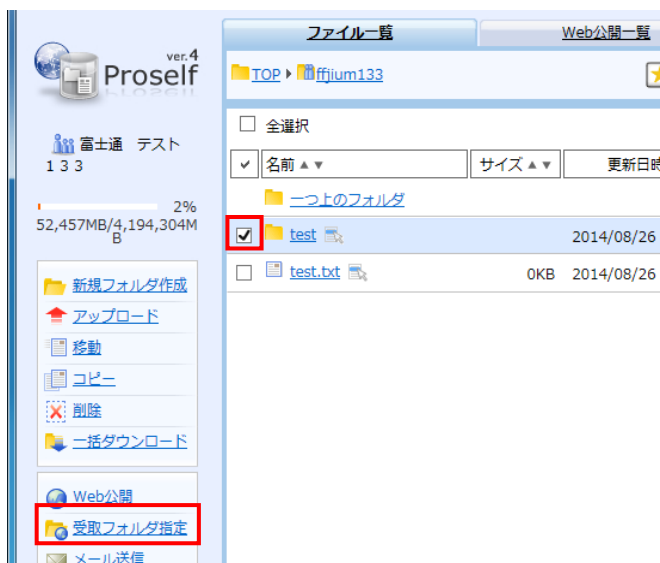 ファイル一覧
Web公開一覧
ver.4
Proself
TOP
ffjium133
富士通 テスト
133
全選択
名前
サイズ
更新日時
2%
52,457MB/4,194,304M
B
一つ上のフォルダ
test
2014/08/26
test.txt
0KB
2014/08/26
新規フォルダ作成
アップロード
移動
コピー
削除
一括ダウンロード
Web公開
受取フォルダ指定
メール送信